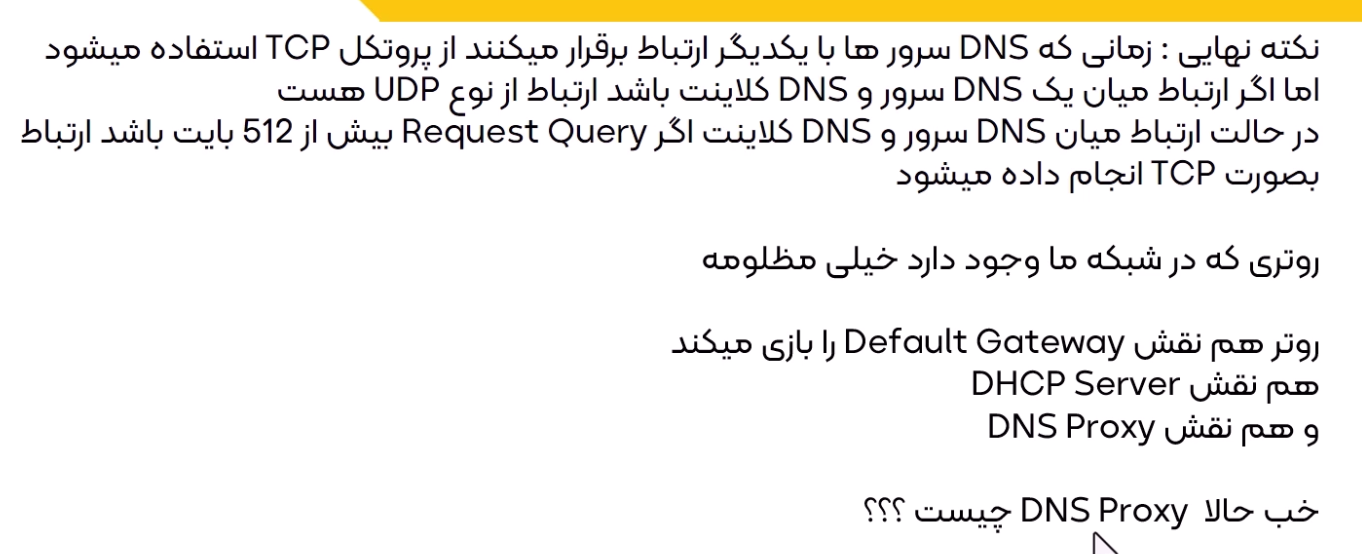 نکته نهایی : زمانی که DNS سرور ها با یکدیگر ارتباط برقرار میکنند از پروتکل TCP استفاده میشود
اما اگر ارتباط میان یک DNS سرور و DNS کلاینت باشد ارتباط از نوع UDP هست
در حالت ارتباط میان DNS سرور و DNS کلاینت اگر Request Query بیش از 512 بایت باشد ارتباط
بصورت TCP انجام داده میشود
روتری که در شبکه ما وجود دارد خیلی مظلومه
روتر هم نقش Default Gateway را بازی میکند
هم نقش DHCP Server
و هم نقش DNS Proxy
خب حالا DNS Proxy چیست ؟؟؟